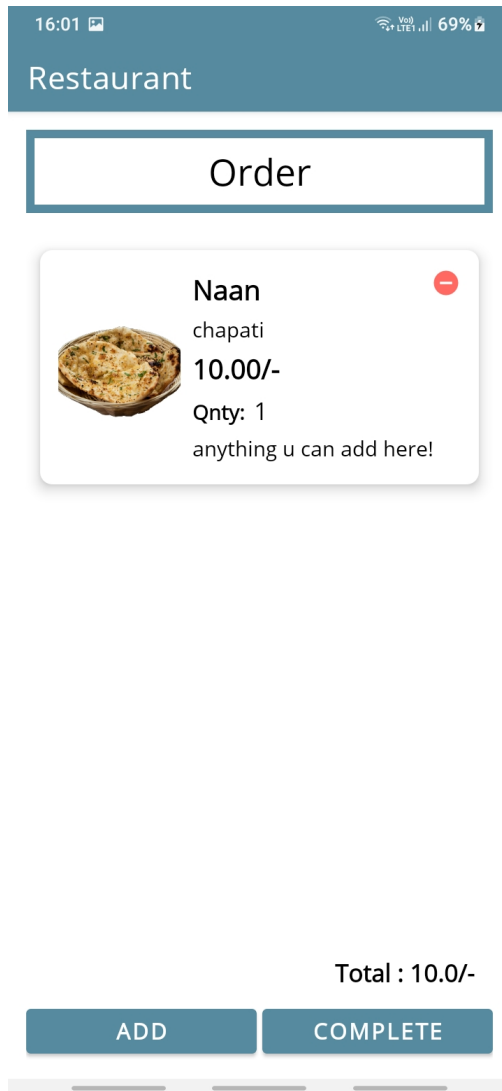 16:01 69%
Restaurant
Order
Naan
chapati
10.00/-
Qnty: 1
anything u can add here!
Total : 10.0/-
ADD COMPLETE